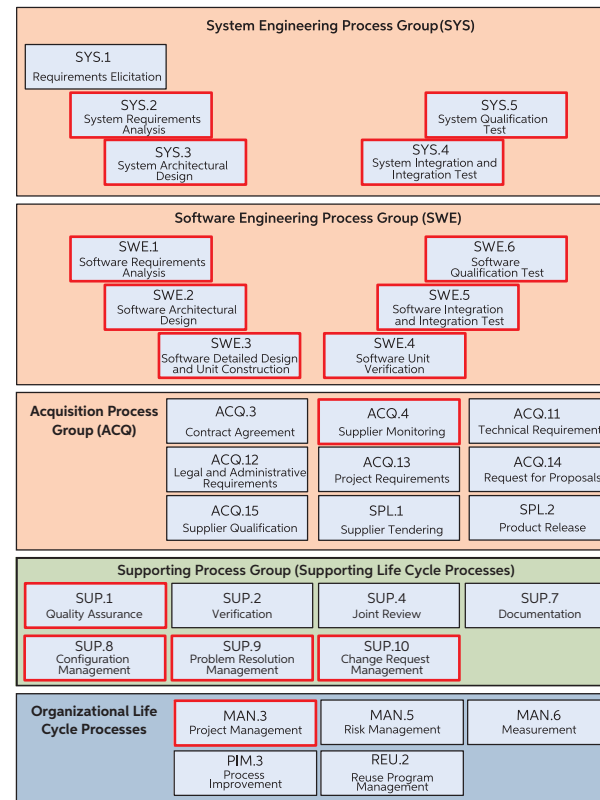 System Engineering Process Group(SYS)
SYS.1
Requirements Elicitation
SYS.2
System Requirements
Analysis
SYS.5
System Qualification
Test
SYS.3
System Architectural
Design
SYS.4
System Integration and
Integration Test
Software Engineering Process Group (SWE)
SWE.1
Software Requirements
Analysis
SWE.6
Software
Qualification Test
SWE.2
Software Architectural
Design
SWE.5
Software Integration
and Integration Test
SWE.3
Software Detailed Design
and Unit Construction
SWE.4
Software Unit
Verification
Acquisition Process
Group (ACQ)
ACQ.3
Contract Agreement
ACQ.4
Supplier Monitoring
ACQ.11
Technical Requirement
ACQ.12
Legal and Administrative
Requirements
ACQ.13
Project Requirements
ACQ.14
Request for Proposals
ACQ.15
Supplier Qualification
SPL.1
Supplier Tendering
SPL.2
Product Release
Supporting Process Group (Supporting Life Cycle Processes)
SUP.1
Quality Assurance
SUP.2
Verification
SUP.4
Joint Review
SUP.7
Documentation
SUP.8
Configuration
Management
SUP.9
Problem Resolution
Management
SUP.10
Change Request
Management
Organizational Life
Cycle Processes
MAN.3
Project Management
MAN.5
Risk Management
MAN.6
Measurement
PIM.3
Process
Improvement
REU.2
Reuse Program
Management